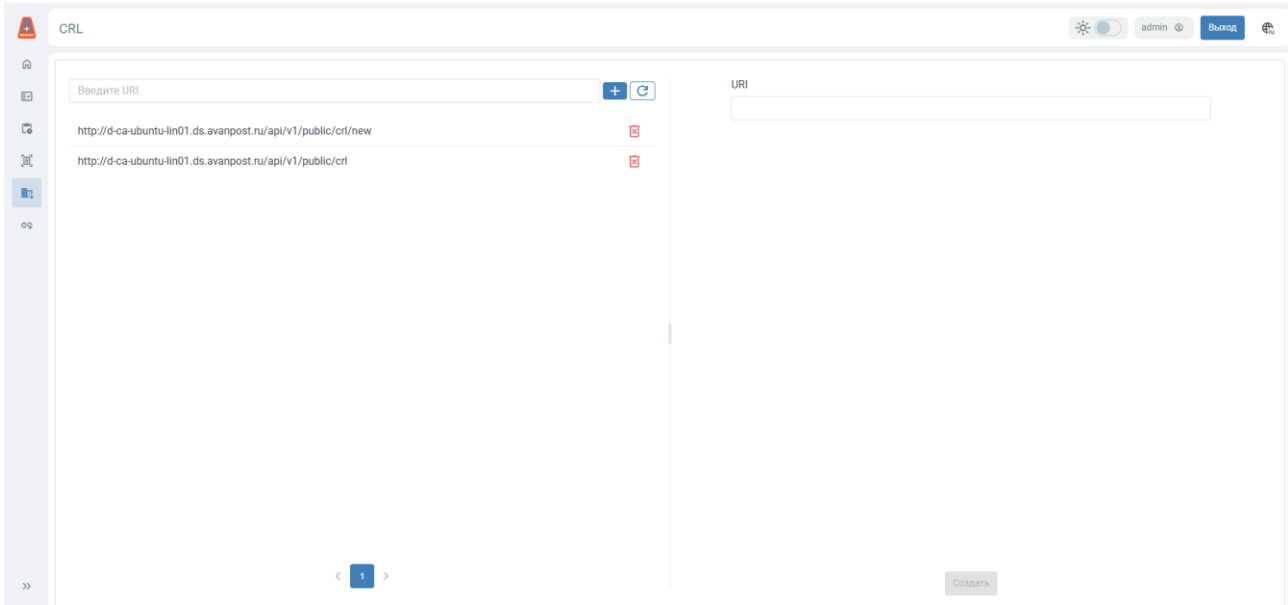 CRL
admin
Выход
ru
Введите URI
URI
http://d-ca-ubuntu-lin01.ds.avanpost.ru/api/v1/public/crl/new
http://d-ca-ubuntu-lin01.ds.avanpost.ru/api/v1/public/crl
1
Создать